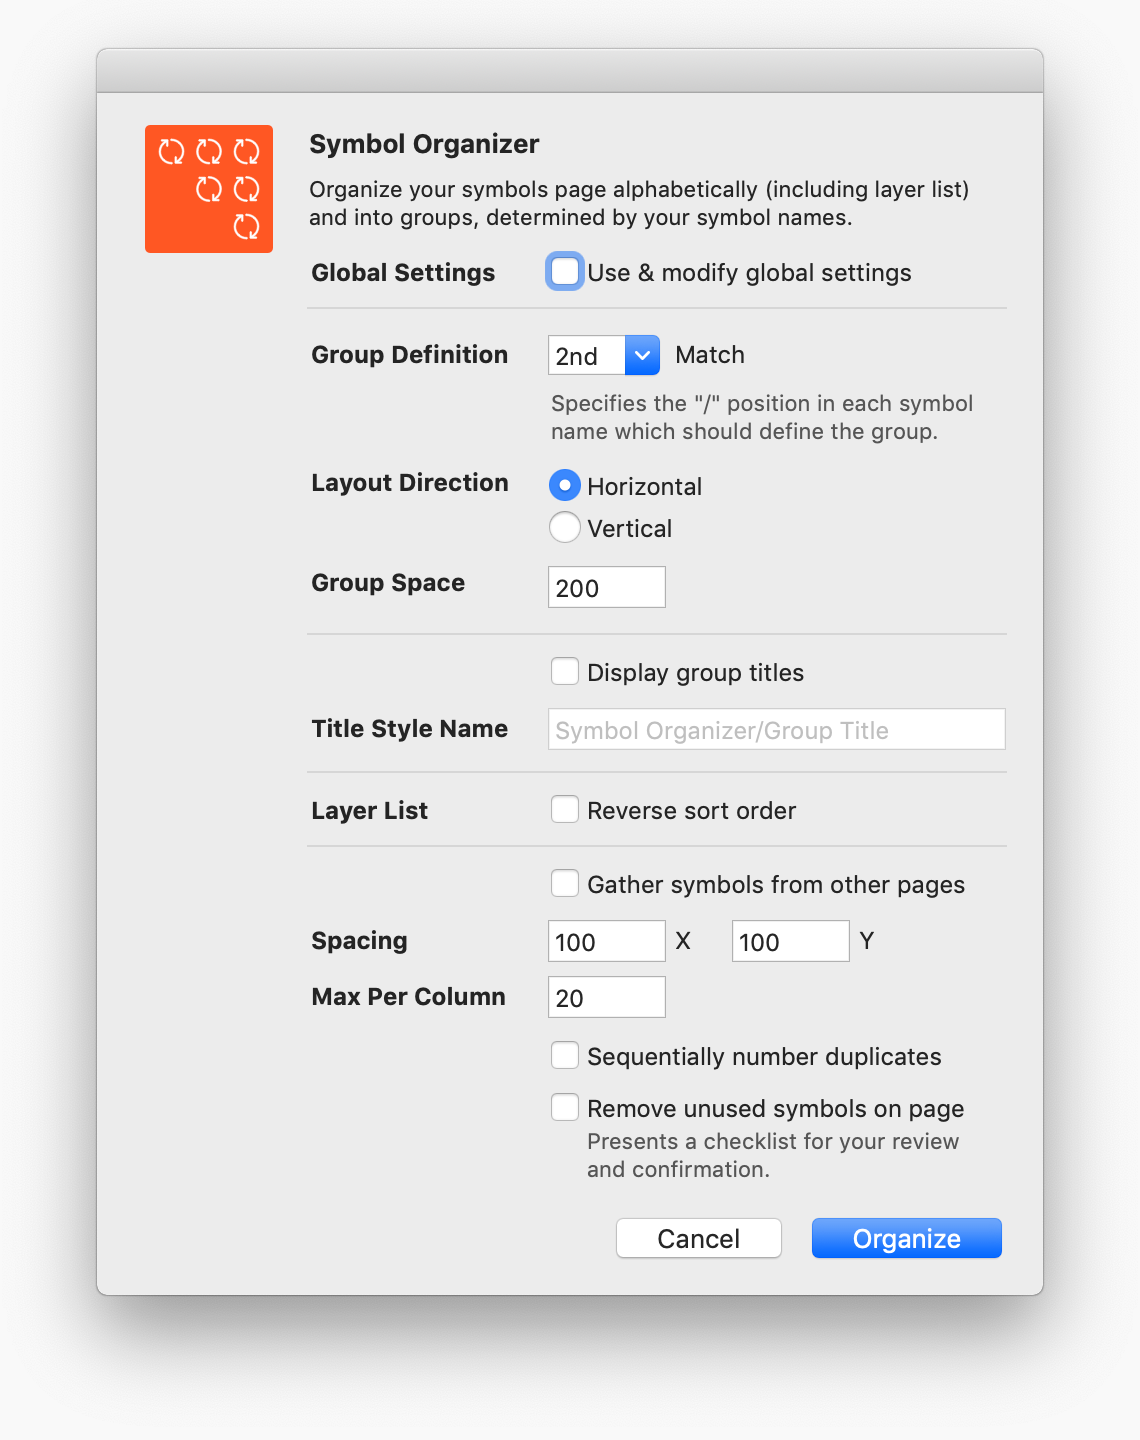 Symbol Organizer
Organize your symbols page alphabetically (including layer list)
and into groups, determined by your symbol names.
Global Settings Use & modify global settings
Group Definition 2nd Match
Specifies the "/" position in each symbol
name which should define the group.
Layout Direction Horizontal
Vertical
Group Space 200
Display group titles
Title Style Name Symbol Organizer/Group Title
Layer List Reverse sort order
Gather symbols from other pages
Spacing 100 X 100 Y
Max Per Column 20
Sequentially number duplicates
Remove unused symbols on page
Presents a checklist for your review
and confirmation.
Cancel Organize